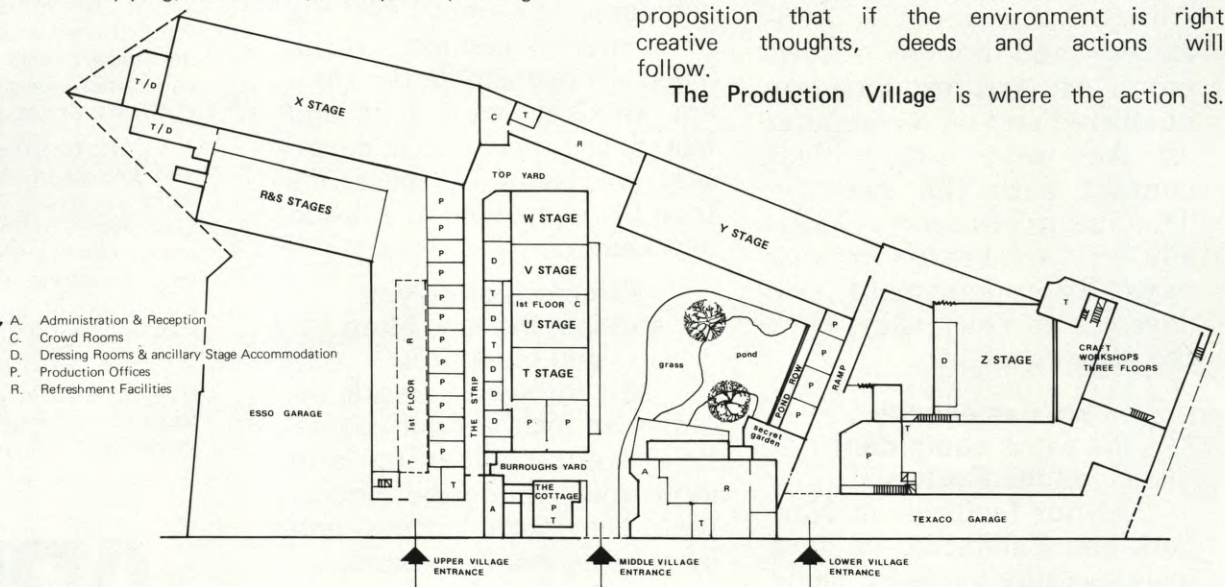 proposition that if the environment is right
creative thoughts, deeds and actions will
follow.
The Production Village is where the action is.
T / D
X STAGE
T / D
C
T
R
R&S STAGES
TOP YARD
Y STAGE
P
P
P
P
P
P
P
P
P
P
T
W STAGE
D
V STAGE
T
1st FLOOR C
D
U STAGE
T
D
T STAGE
D
D
P P
THE STRIP
1st FLOOR
R
T
A. Administration & Reception
C. Crowd Rooms
D. Dressing Rooms & ancillary Stage Accommodation
P. Production Offices
R. Refreshment Facilities
ESSO GARAGE
BURROUGHS YARD
THE
COTTAGE
P
T
A
grass
pond
POND ROW
P
P
P
RAMP
secret
garden
A
R
T
D
Z STAGE
T
CRAFT
WORKSHOPS
THREE FLOORS
T
P
TEXACO GARAGE
UPPER VILLAGE
ENTRANCE
MIDDLE VILLAGE
ENTRANCE
LOWER VILLAGE
ENTRANCE